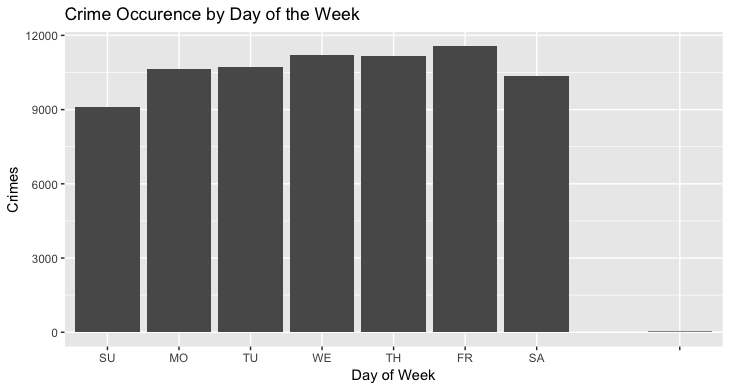 Crime Occurence by Day of the Week
12000
9000
6000
3000
0
Crimes
SU MO TU WE TH FR SA
Day of Week